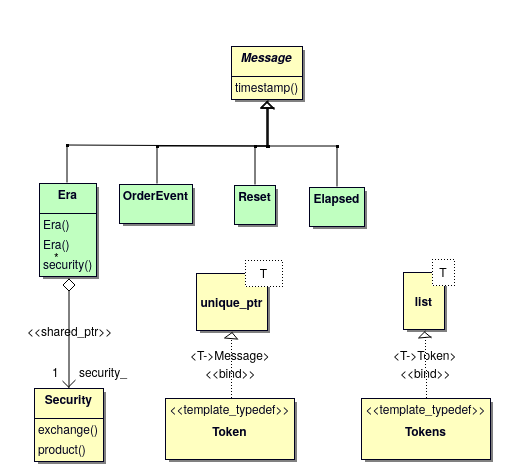 Message
timestamp()
Era
Era()
Era()
*
security()
OrderEvent
Reset
Elapsed
<<shared_ptr>>
1 security_
Security
exchange()
product()
T
unique_ptr
<T->Message>
<<bind>>
<<template_typedef>>
Token
T
list
<T->Token>
<<bind>>
<<template_typedef>>
Tokens